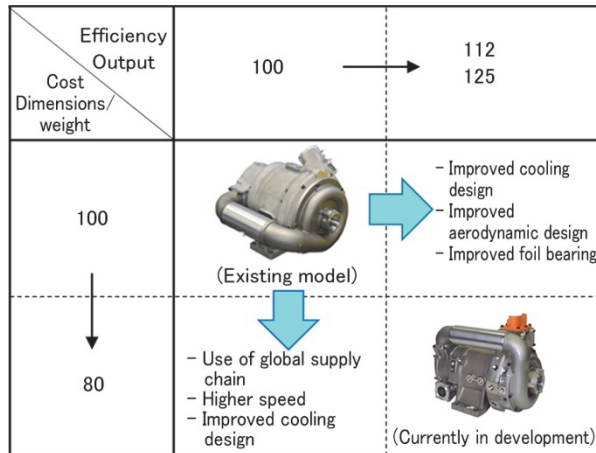 Efficiency
Output
Cost
Dimensions/
weight
100
112
125
100
(Existing model)
- Improved cooling
design
- Improved
aerodynamic design
- Improved foil bearing
80
- Use of global supply
chain
- Higher speed
- Improved cooling
design
(Currently in development)